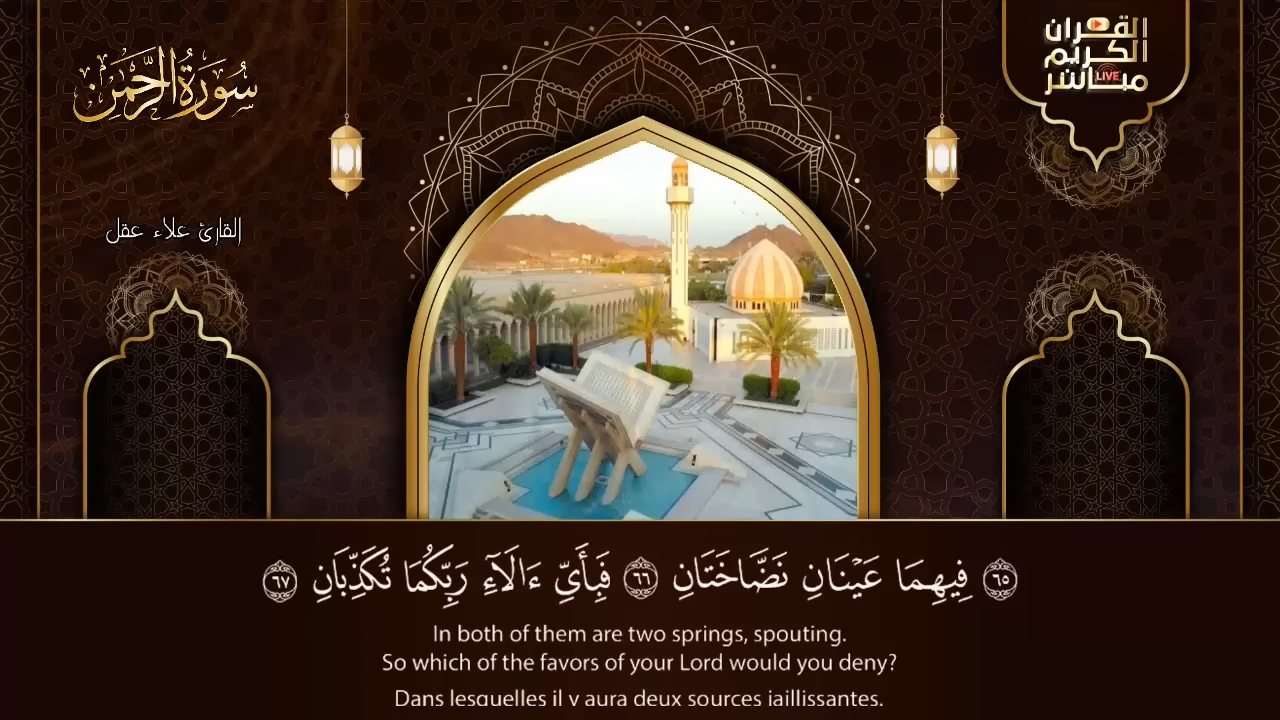 سُورَةُ الرَّحْمَٰن
القرآن
الكريم
مباشر
LIVE
القارئ علاء عقل
٦٥ فِيهِمَا عَيْنَانِ نَضَّاخَتَانِ ٦٦ فَبِأَيِّ ءَالَآءِ رَبِّكُمَا تُكَذِّبَانِ ٦٧
In both of them are two springs, spouting.
So which of the favors of your Lord would you deny?
Dans lesquelles il y aura deux sources jaillissantes.